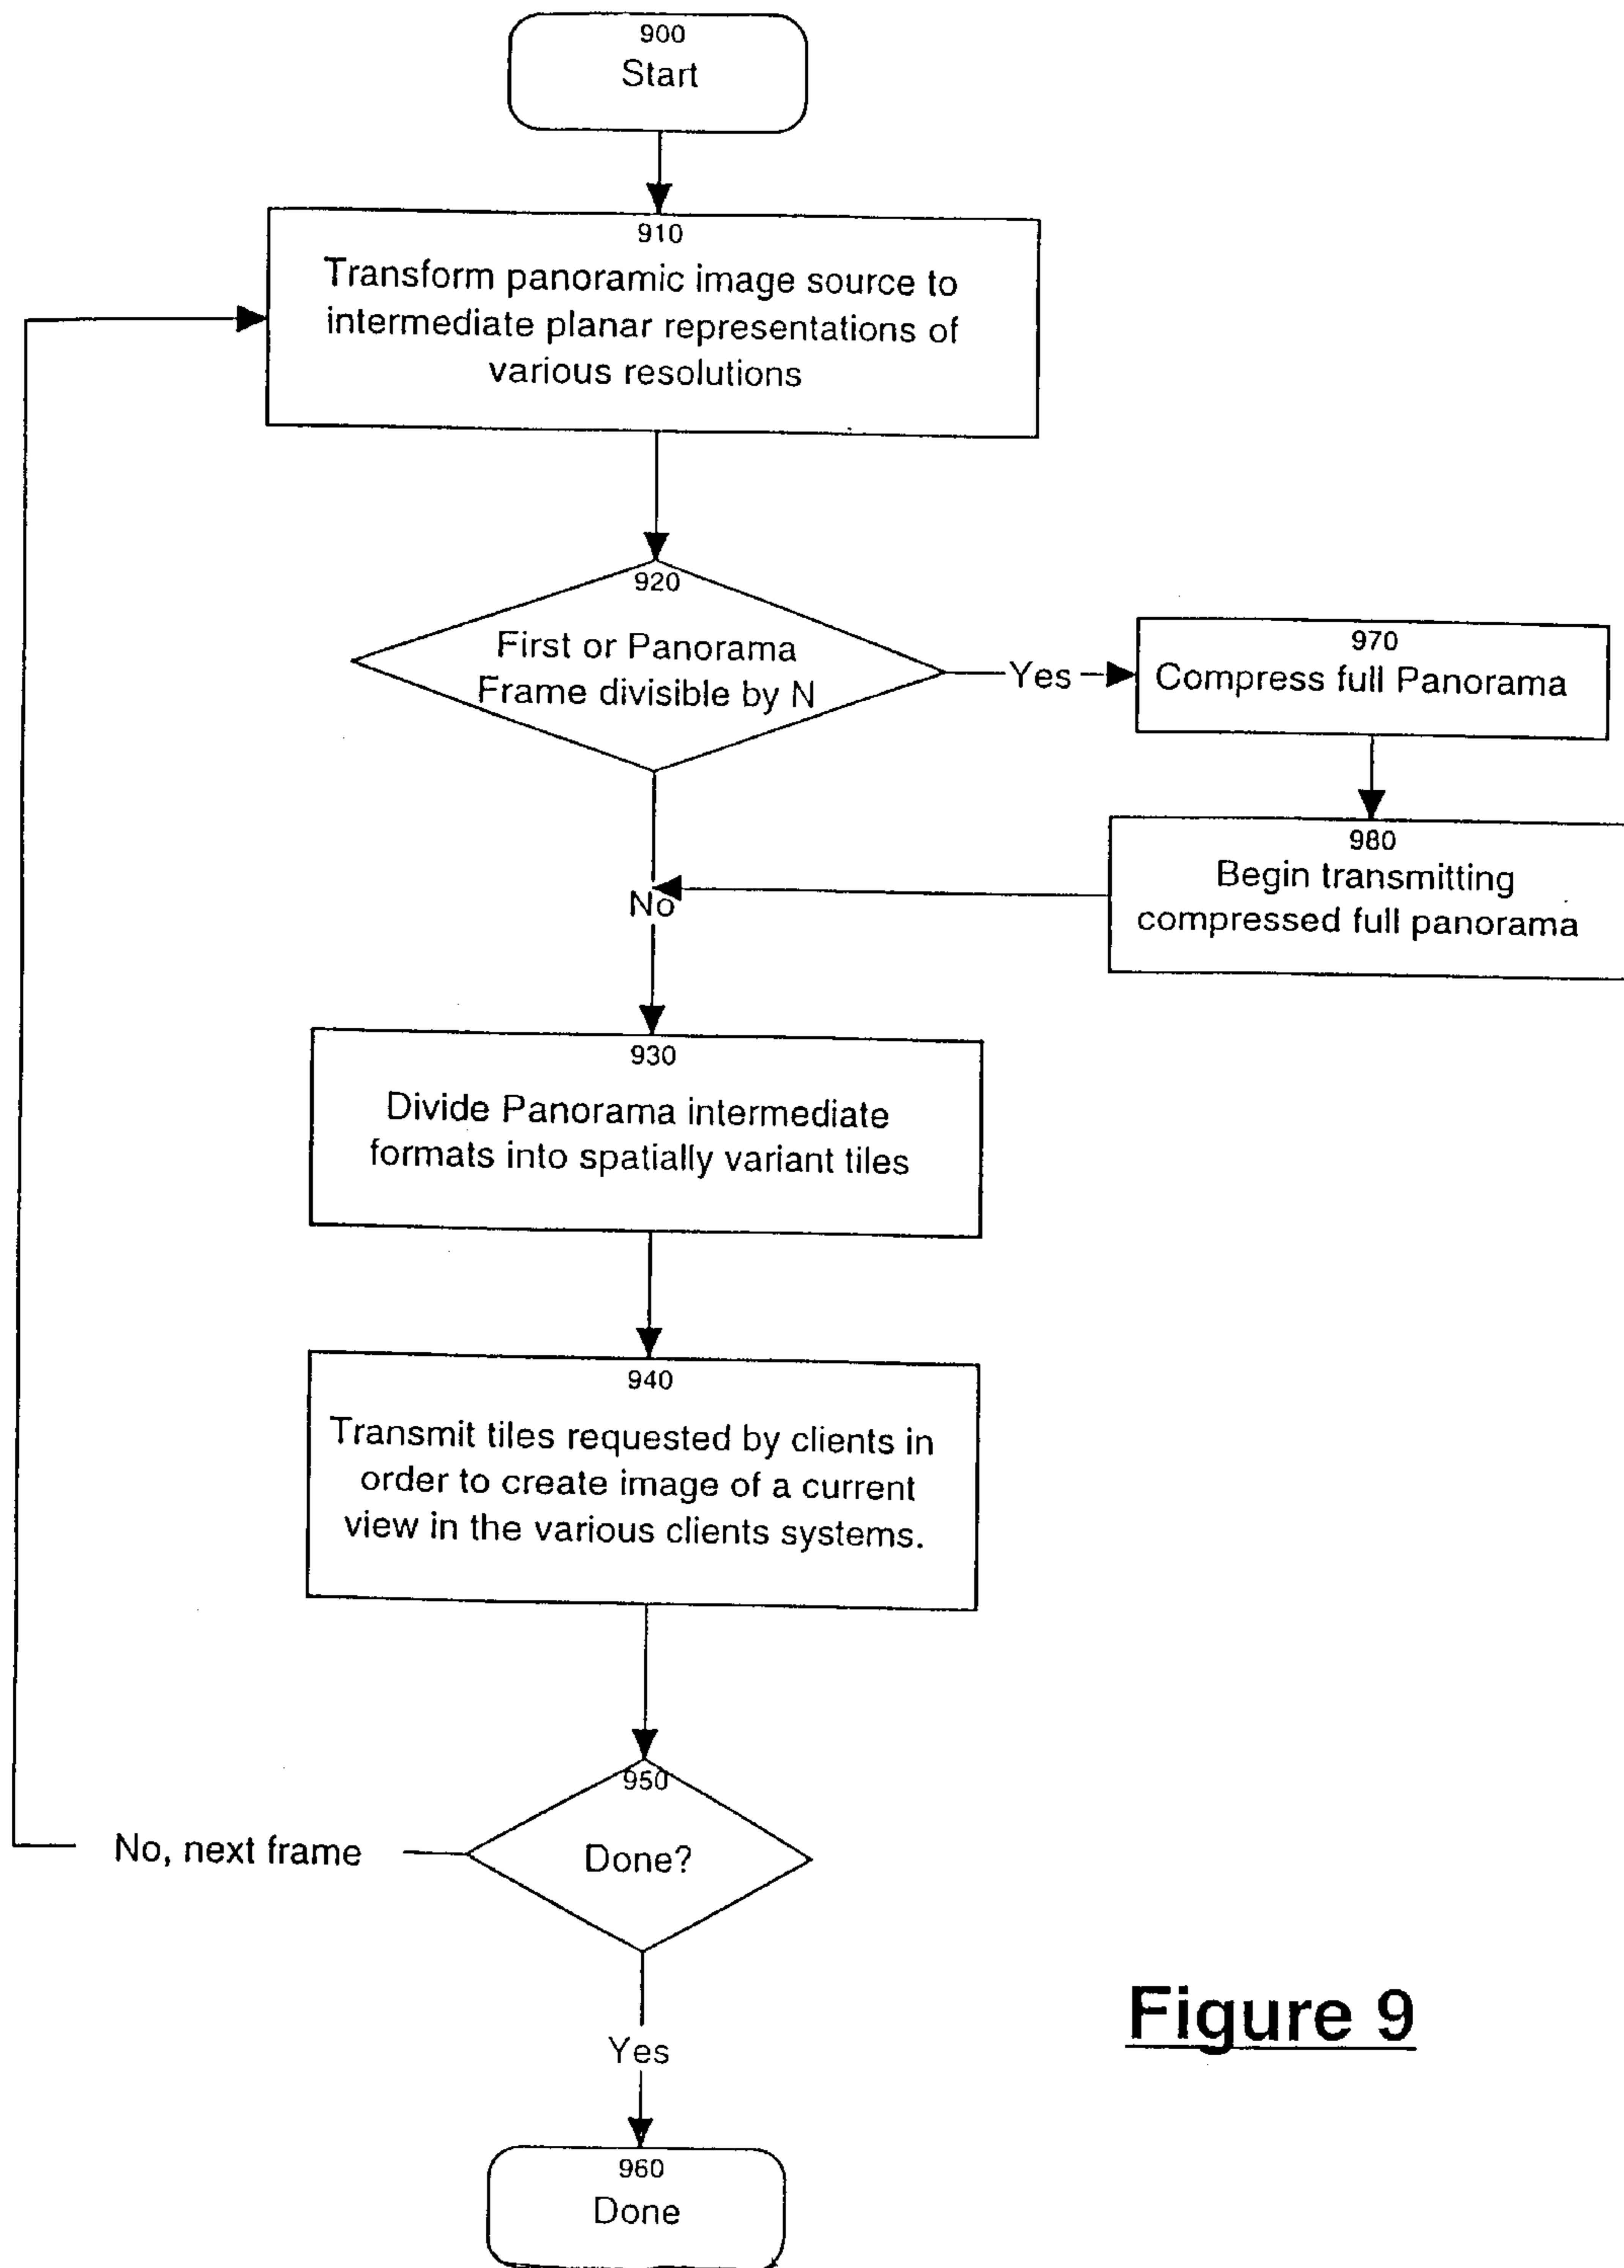 900
Start
910
Transform panoramic image source to
intermediate planar representations of
various resolutions
920
First or Panorama
Frame divisible by N
Yes
970
Compress full Panorama
980
Begin transmitting
compressed full panorama
No
930
Divide Panorama intermediate
formats into spatially variant tiles
940
Transmit tiles requested by clients in
order to create image of a current
view in the various clients systems.
950
Done?
No, next frame
Yes
960
Done
Figure 9